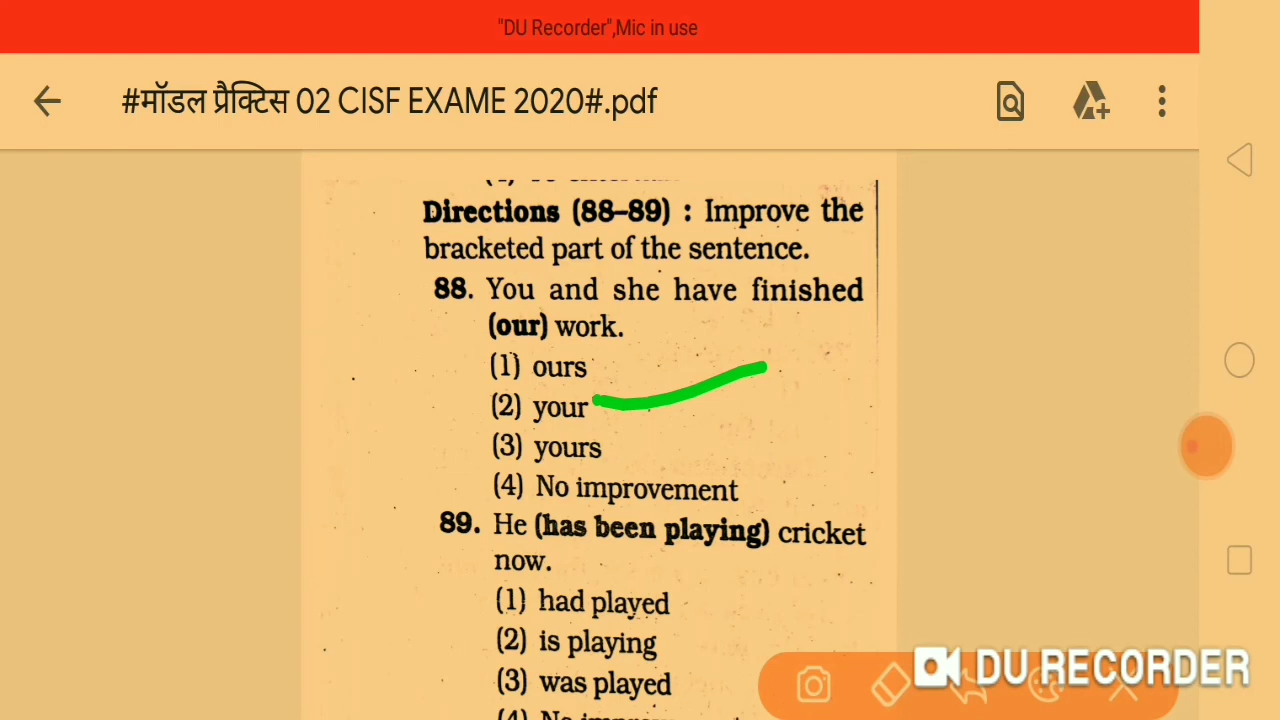 "DU Recorder",Mic in use
#मॉडल प्रैक्टिस 02 CISF EXAME 2020#.pdf
Directions (88–89) : Improve the
bracketed part of the sentence.
88. You and she have finished
(our) work.
(1) ours
(2) your
(3) yours
(4) No improvement
89. He (has been playing) cricket
now.
(1) had played
(2) is playing
(3) was played
DU RECORDER